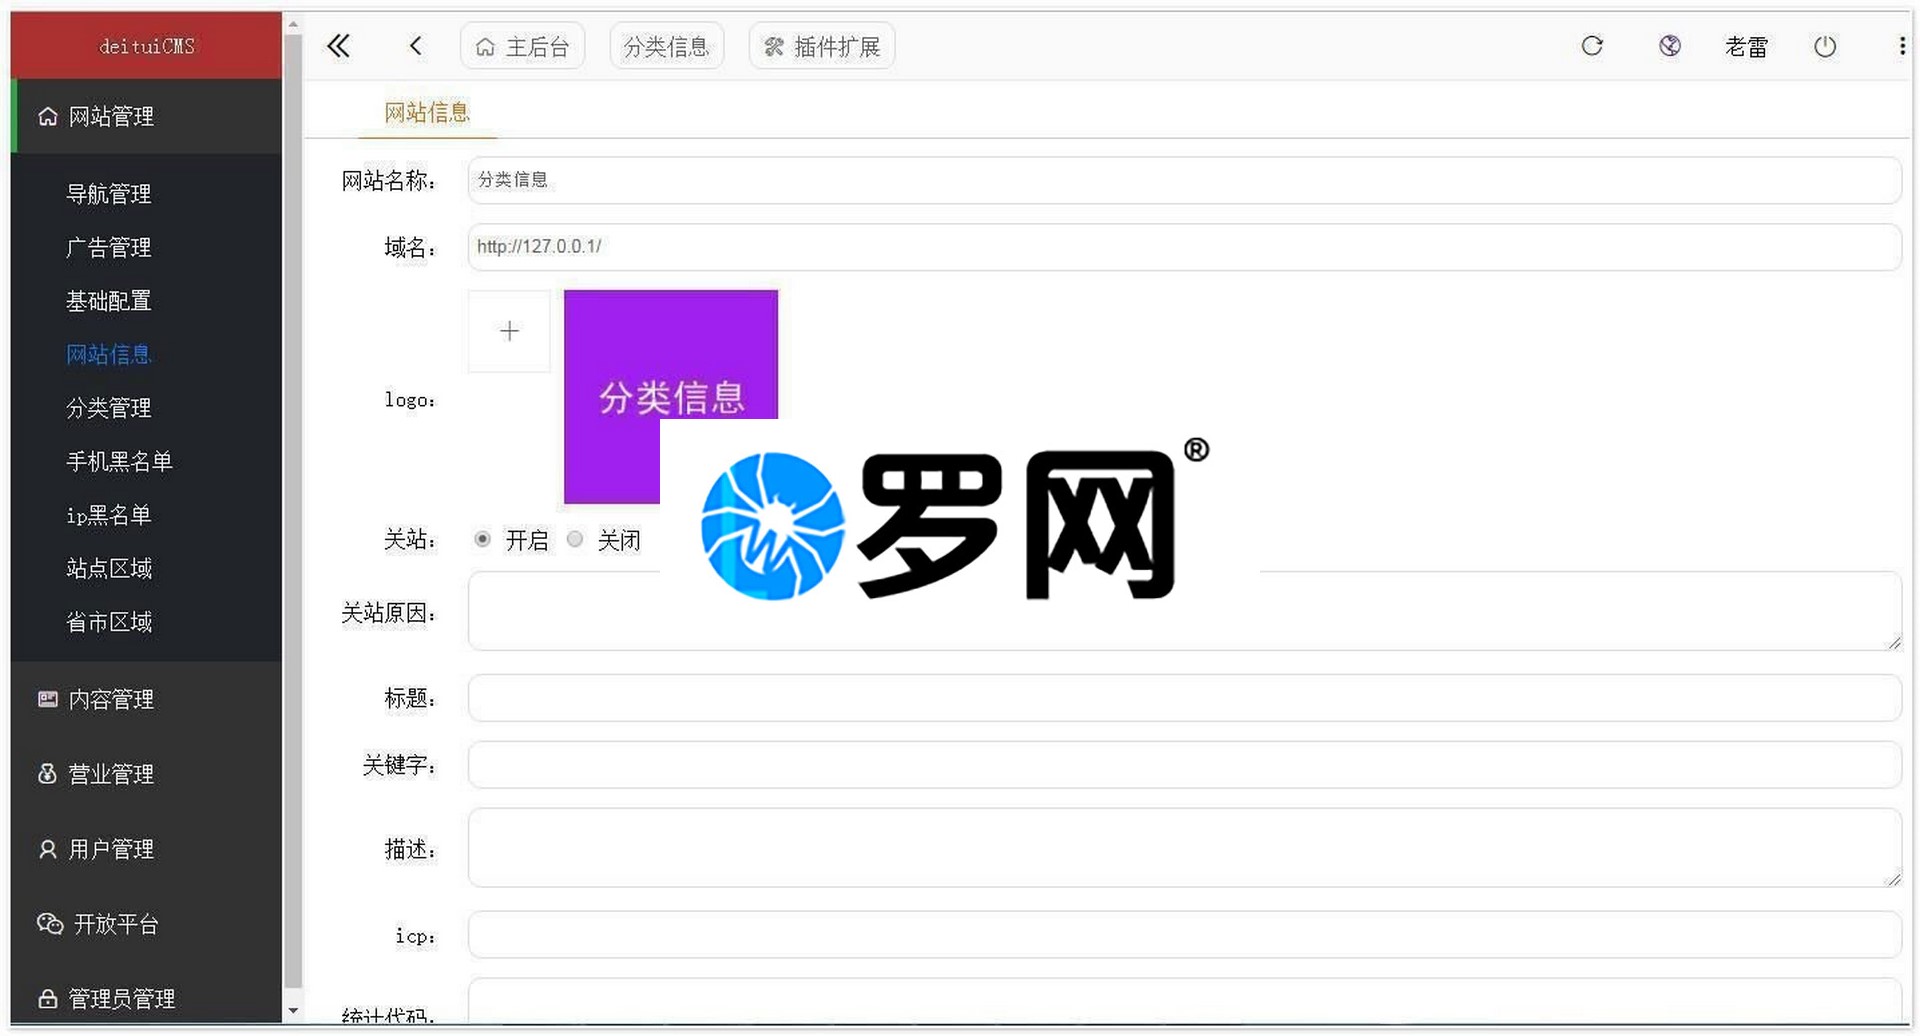 deituiCMS
主后台
分类信息
插件扩展
老雷
网站管理
导航管理
广告管理
基础配置
网站信息
分类管理
手机黑名单
ip黑名单
站点区域
省市区域
内容管理
营业管理
用户管理
开放平台
管理员管理
网站信息
网站名称：
分类信息
域名：
http://127.0.0.1/
logo：
分类信息
罗网®
关站：
开启
关闭
关站原因：
标题：
关键字：
描述：
icp：
统计代码：